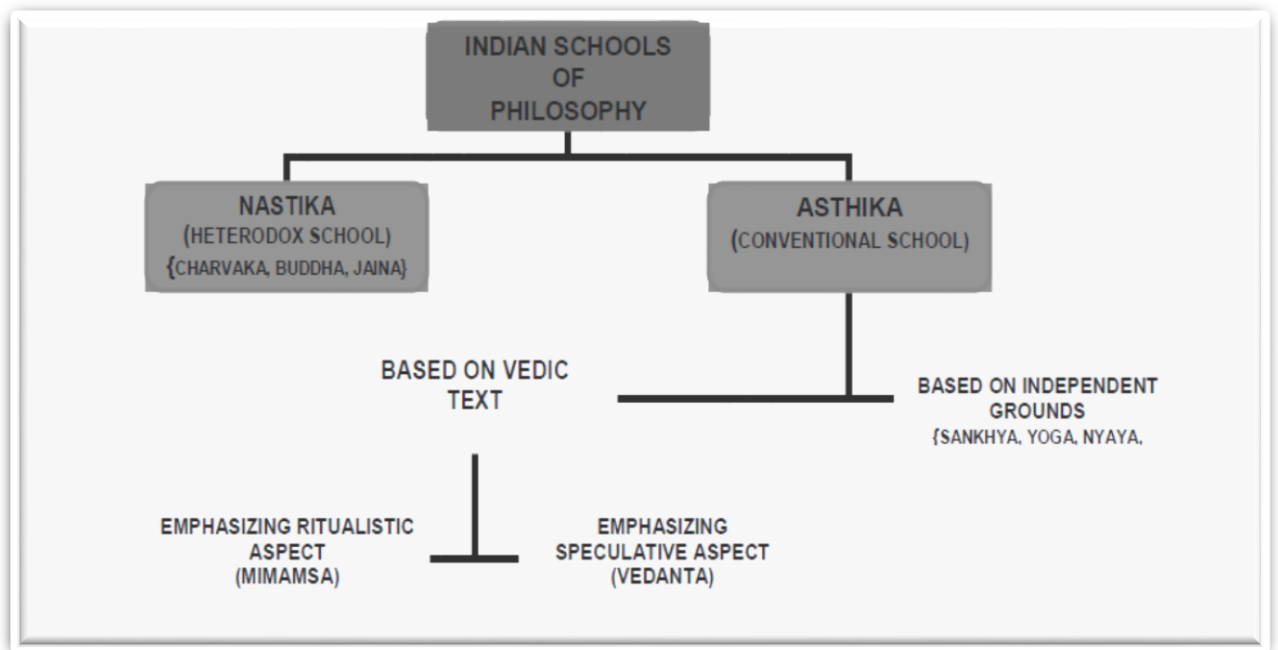 INDIAN SCHOOLS
OF
PHILOSOPHY
NASTIKA
(HETERODOX SCHOOL)
{CHARVAKA, BUDDHA, JAINA}
ASTHIKA
(CONVENTIONAL SCHOOL)
BASED ON VEDIC
TEXT
BASED ON INDEPENDENT
GROUNDS
{SANKHYA, YOGA, NYAYA,
EMPHASIZING RITUALISTIC
ASPECT
(MIMAMSA)
EMPHASIZING
SPECULATIVE ASPECT
(VEDANTA)